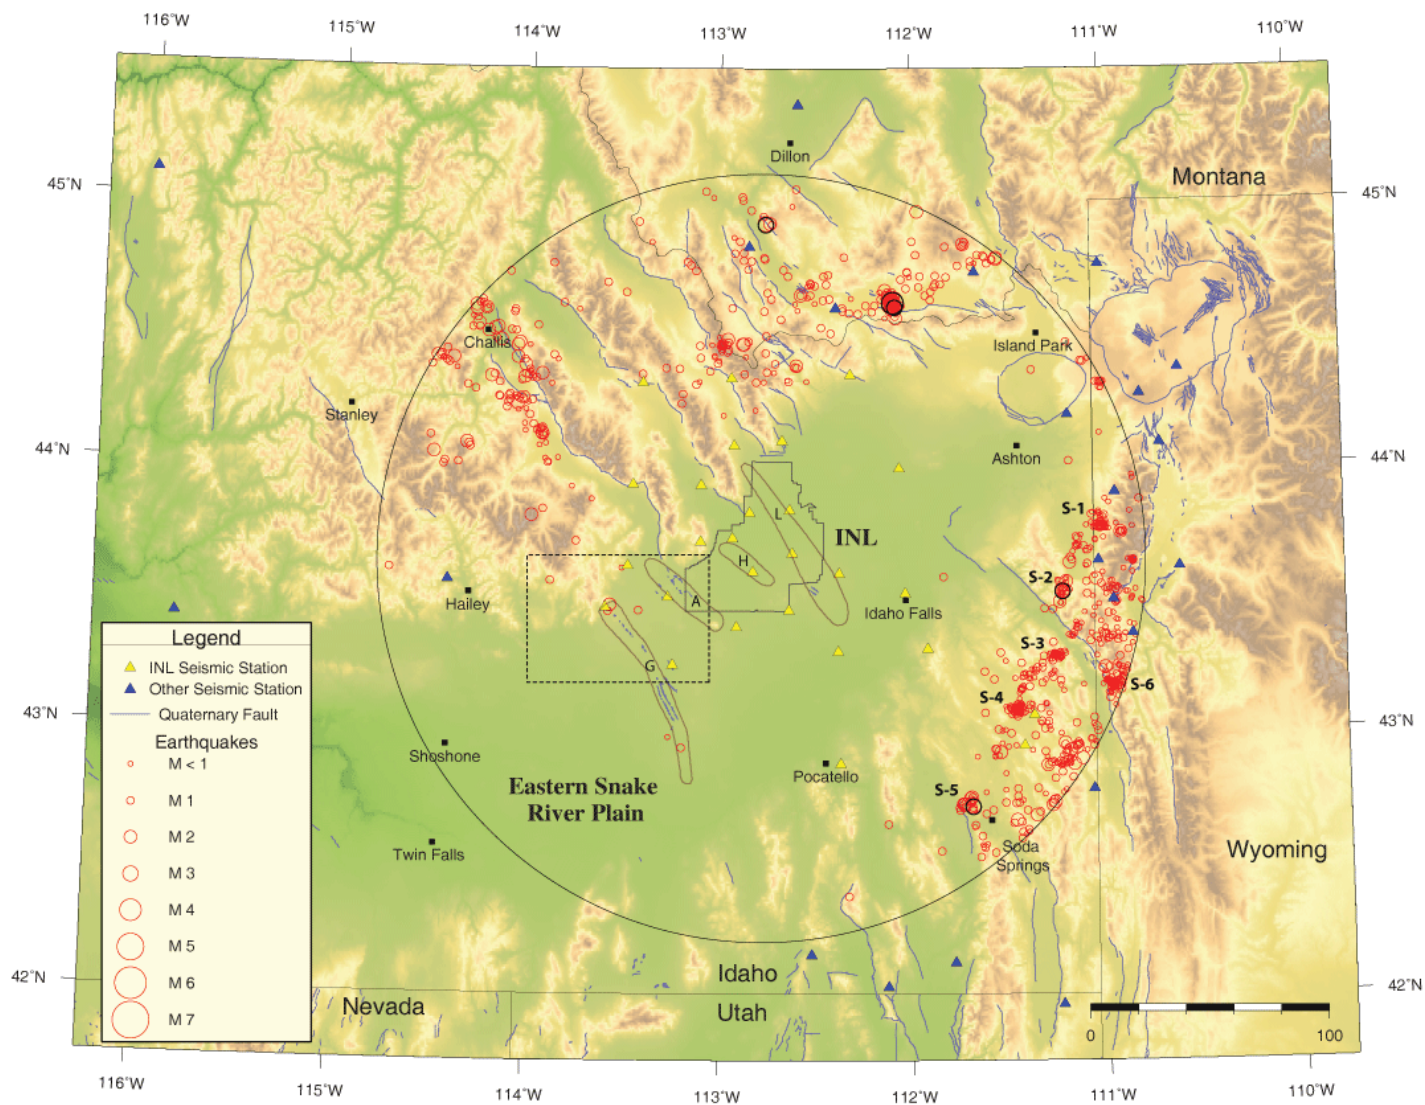 116°W 115°W 114°W 113°W 112°W 111°W 110°W
Dillon
45°N
Montana
45°N
Challis
Island Park
Stanley
44°N
Ashton
44°N
L
S-1
INL
H
S-2
Hailey
A
Idaho Falls
Legend
INL Seismic Station
Other Seismic Station
Quaternary Fault
Earthquakes
M < 1
M 1
M 2
M 3
M 4
M 5
M 6
M 7
G
S-3
S-6
S-4
43°N
43°N
Shoshone
Pocatello
Eastern Snake
River Plain
S-5
Twin Falls
Soda
Springs
Wyoming
42°N
Idaho
42°N
Nevada
Utah
0 100
116°W 115°W 114°W 113°W 112°W 111°W 110°W